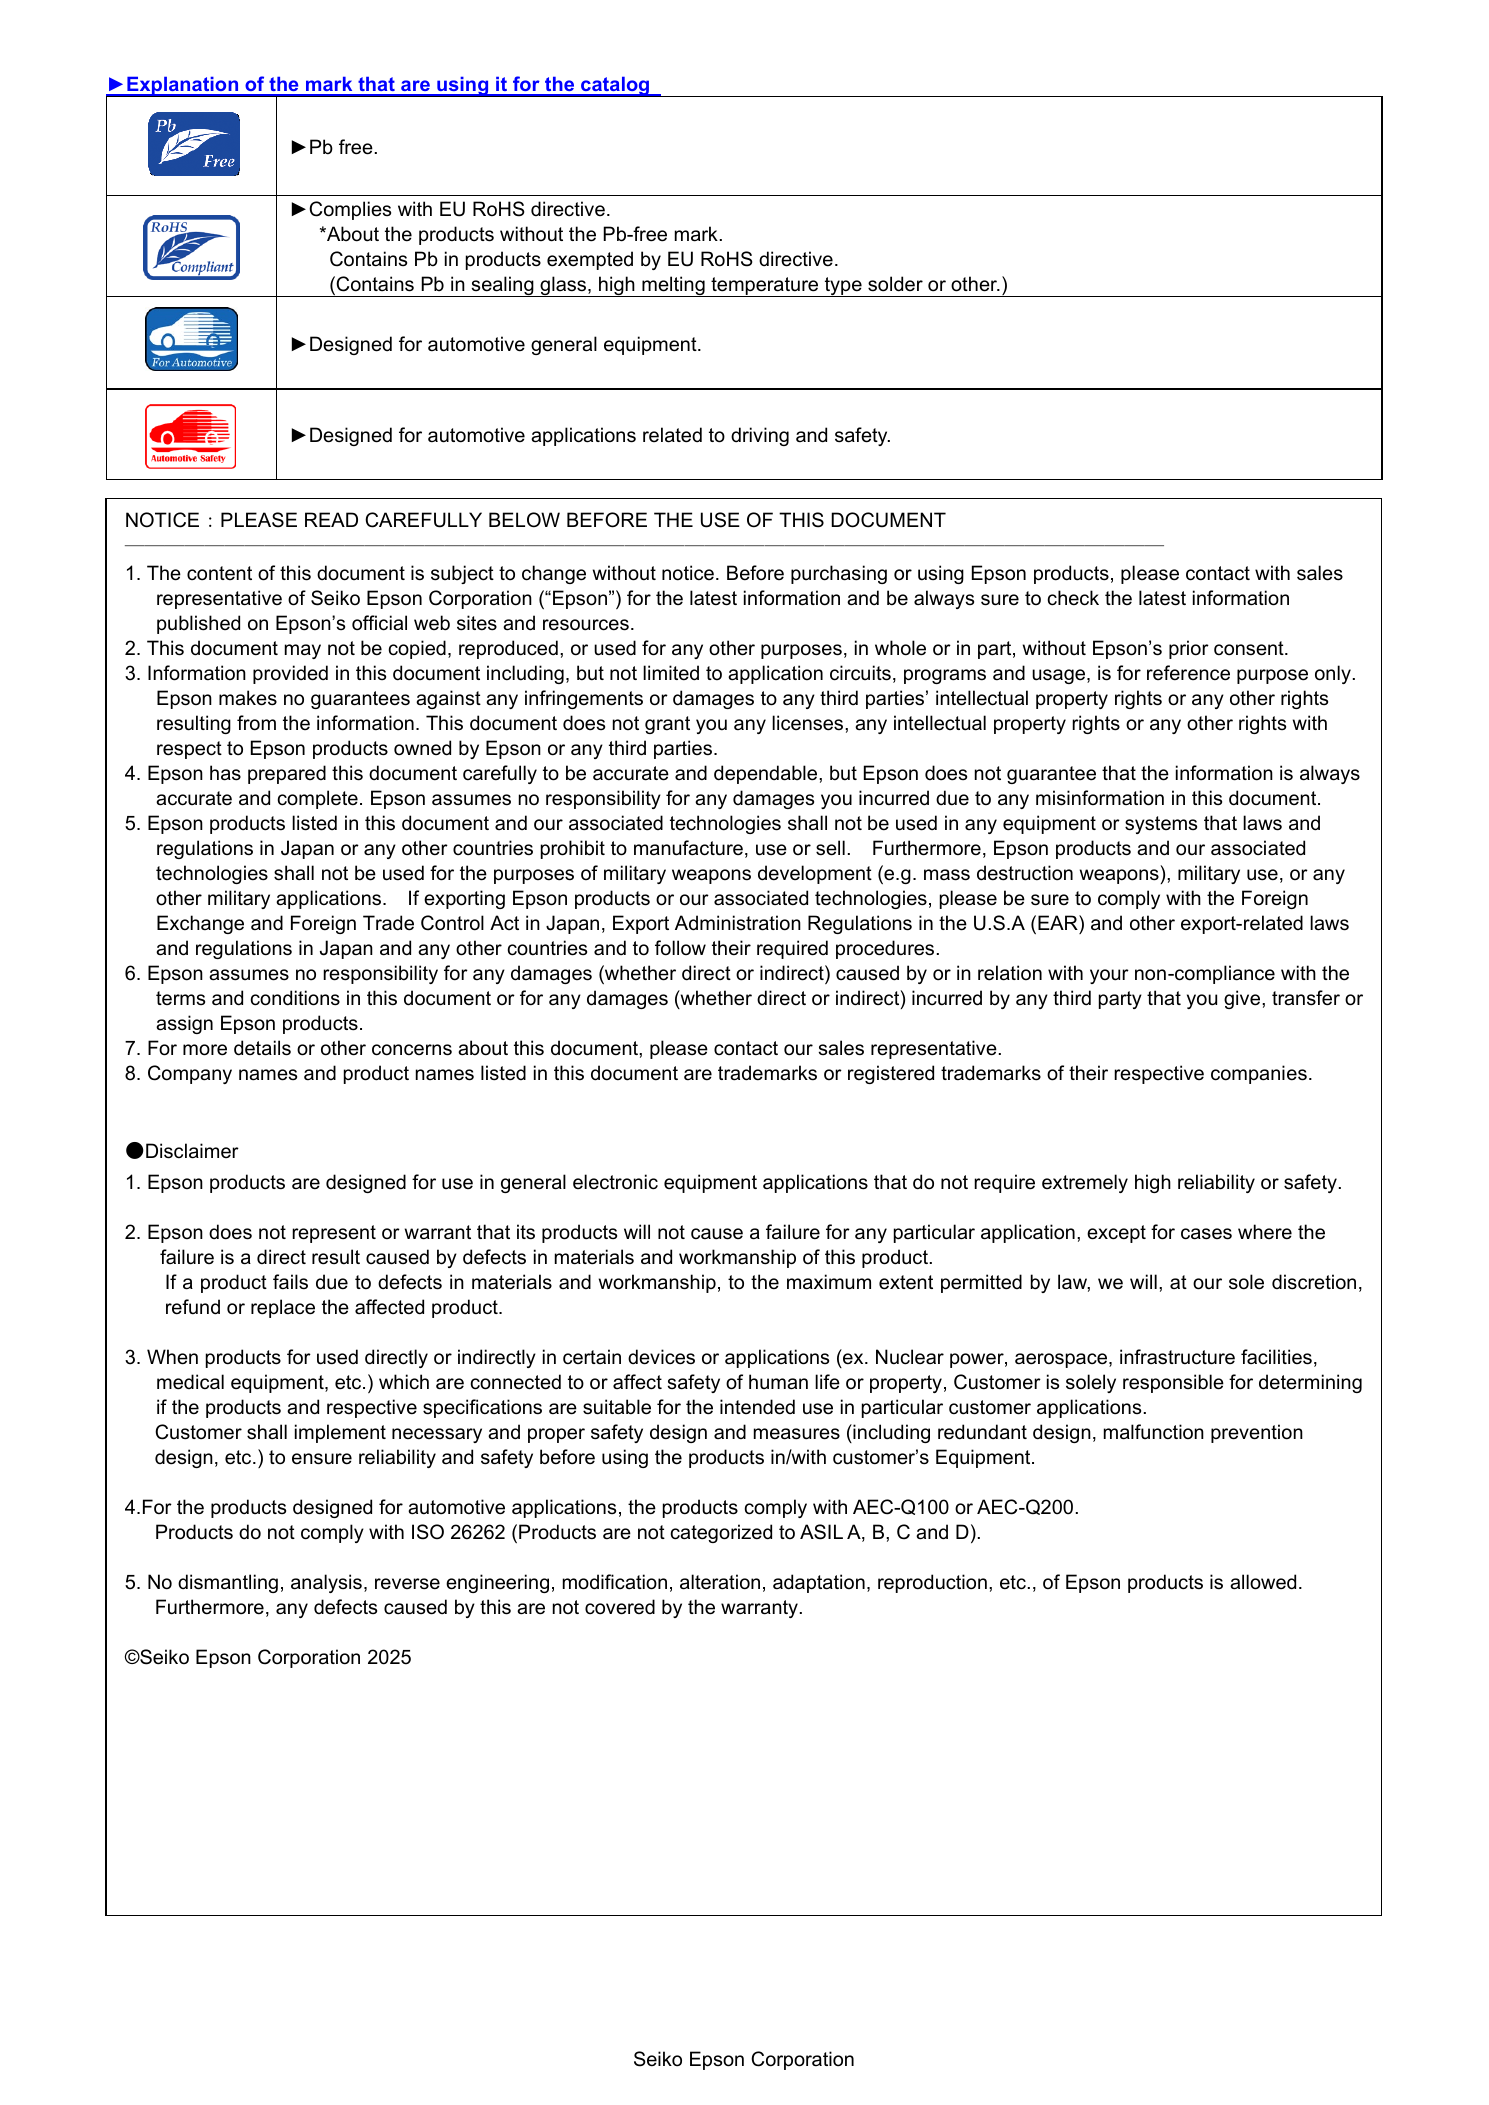 ►Explanation of the mark that are using it for the catalog
Pb
Free
►Pb free.
RoHS
Compliant
►Complies with EU RoHS directive.
*About the products without the Pb-free mark.
Contains Pb in products exempted by EU RoHS directive.
(Contains Pb in sealing glass, high melting temperature type solder or other.)
For Automotive
►Designed for automotive general equipment.
Automotive Safety
►Designed for automotive applications related to driving and safety.
NOTICE : PLEASE READ CAREFULLY BELOW BEFORE THE USE OF THIS DOCUMENT
1. The content of this document is subject to change without notice. Before purchasing or using Epson products, please contact with sales
representative of Seiko Epson Corporation (“Epson”) for the latest information and be always sure to check the latest information
published on Epson’s official web sites and resources.
2. This document may not be copied, reproduced, or used for any other purposes, in whole or in part, without Epson’s prior consent.
3. Information provided in this document including, but not limited to application circuits, programs and usage, is for reference purpose only.
Epson makes no guarantees against any infringements or damages to any third parties’ intellectual property rights or any other rights
resulting from the information. This document does not grant you any licenses, any intellectual property rights or any other rights with
respect to Epson products owned by Epson or any third parties.
4. Epson has prepared this document carefully to be accurate and dependable, but Epson does not guarantee that the information is always
accurate and complete. Epson assumes no responsibility for any damages you incurred due to any misinformation in this document.
5. Epson products listed in this document and our associated technologies shall not be used in any equipment or systems that laws and
regulations in Japan or any other countries prohibit to manufacture, use or sell. Furthermore, Epson products and our associated
technologies shall not be used for the purposes of military weapons development (e.g. mass destruction weapons), military use, or any
other military applications. If exporting Epson products or our associated technologies, please be sure to comply with the Foreign
Exchange and Foreign Trade Control Act in Japan, Export Administration Regulations in the U.S.A (EAR) and other export-related laws
and regulations in Japan and any other countries and to follow their required procedures.
6. Epson assumes no responsibility for any damages (whether direct or indirect) caused by or in relation with your non-compliance with the
terms and conditions in this document or for any damages (whether direct or indirect) incurred by any third party that you give, transfer or
assign Epson products.
7. For more details or other concerns about this document, please contact our sales representative.
8. Company names and product names listed in this document are trademarks or registered trademarks of their respective companies.
●Disclaimer
1. Epson products are designed for use in general electronic equipment applications that do not require extremely high reliability or safety.
2. Epson does not represent or warrant that its products will not cause a failure for any particular application, except for cases where the
failure is a direct result caused by defects in materials and workmanship of this product.
If a product fails due to defects in materials and workmanship, to the maximum extent permitted by law, we will, at our sole discretion,
refund or replace the affected product.
3. When products for used directly or indirectly in certain devices or applications (ex. Nuclear power, aerospace, infrastructure facilities,
medical equipment, etc.) which are connected to or affect safety of human life or property, Customer is solely responsible for determining
if the products and respective specifications are suitable for the intended use in particular customer applications.
Customer shall implement necessary and proper safety design and measures (including redundant design, malfunction prevention
design, etc.) to ensure reliability and safety before using the products in/with customer’s Equipment.
4.For the products designed for automotive applications, the products comply with AEC-Q100 or AEC-Q200.
Products do not comply with ISO 26262 (Products are not categorized to ASIL A, B, C and D).
5. No dismantling, analysis, reverse engineering, modification, alteration, adaptation, reproduction, etc., of Epson products is allowed.
Furthermore, any defects caused by this are not covered by the warranty.
©Seiko Epson Corporation 2025
Seiko Epson Corporation